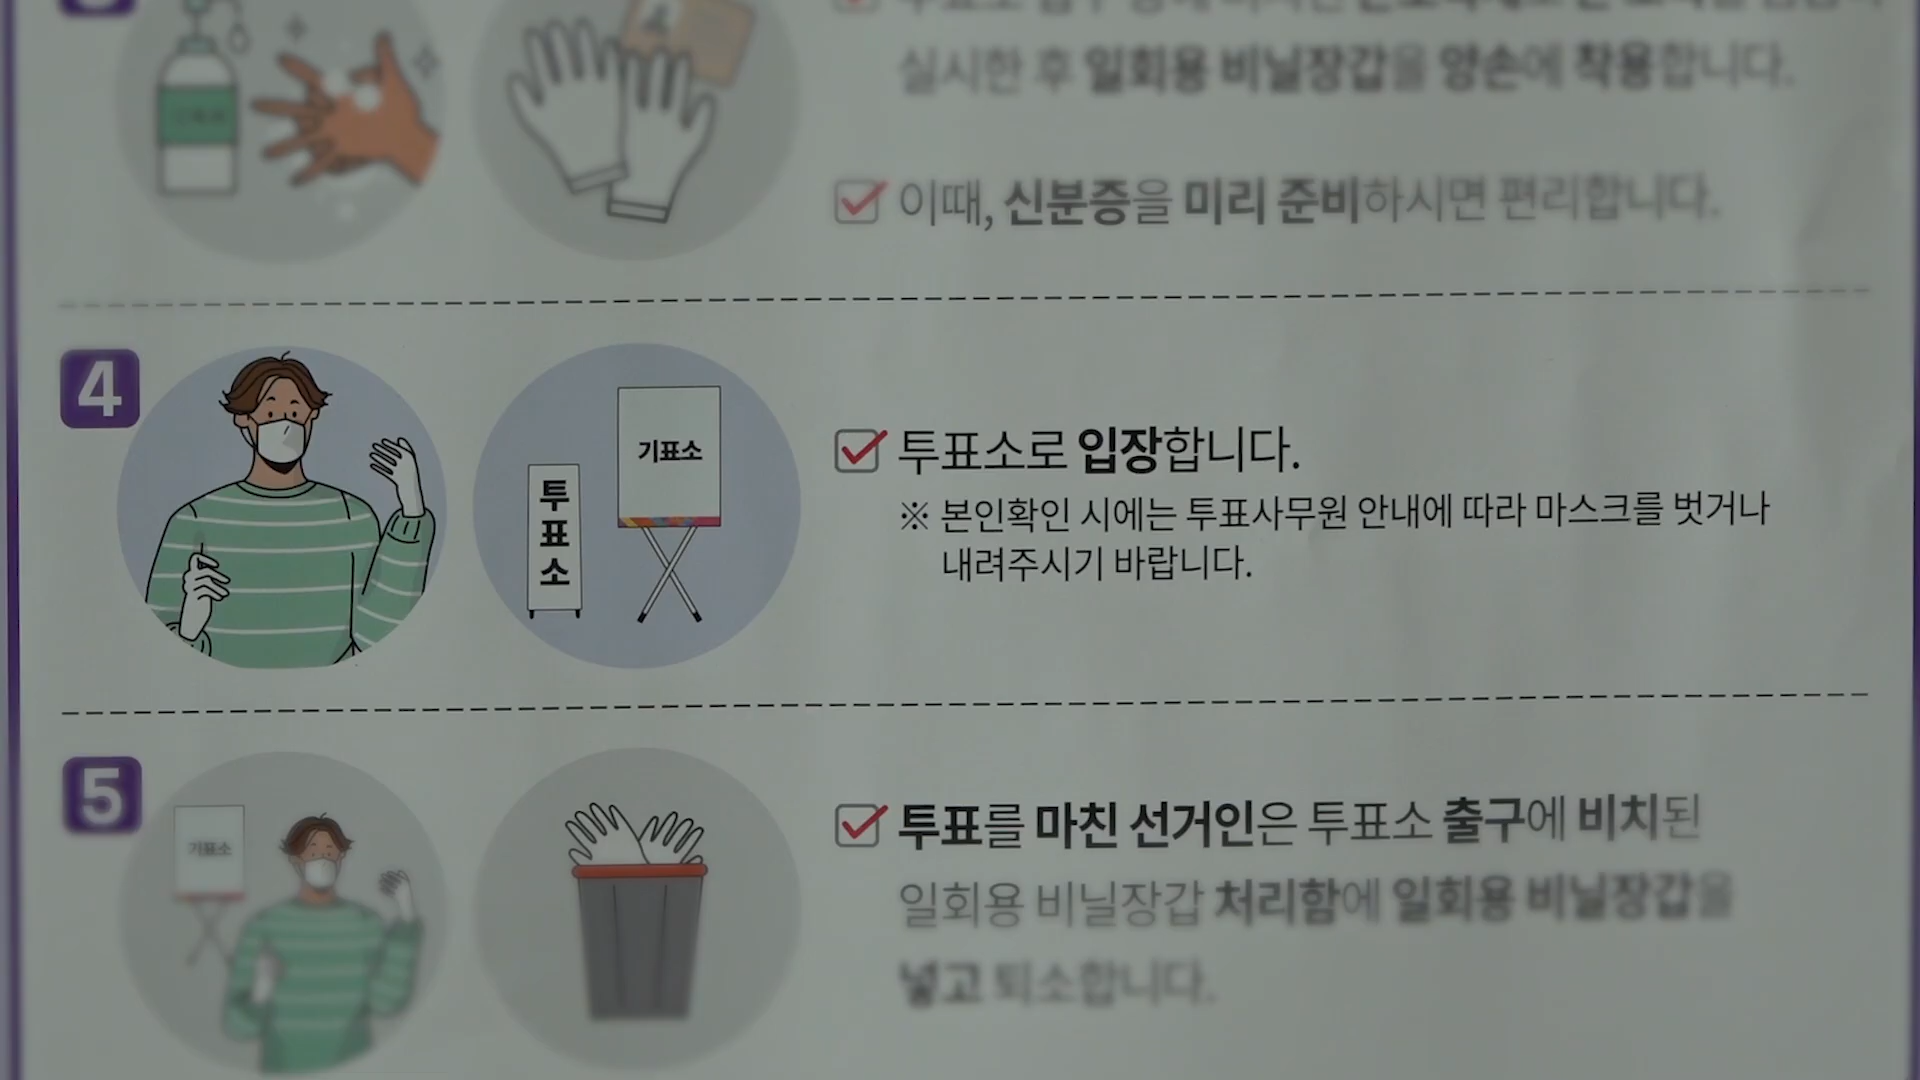 실시한 후 일회용 비닐장갑을 양손에 착용합니다.
이때, 신분증을 미리 준비하시면 편리합니다.
4
기표소
투
표
소
투표소로 입장합니다.
※ 본인확인 시에는 투표사무원 안내에 따라 마스크를 벗거나
내려주시기 바랍니다.
5
기표소
투표를 마친 선거인은 투표소 출구에 비치된
일회용 비닐장갑 처리함에 일회용 비닐장갑을
넣고 퇴소합니다.